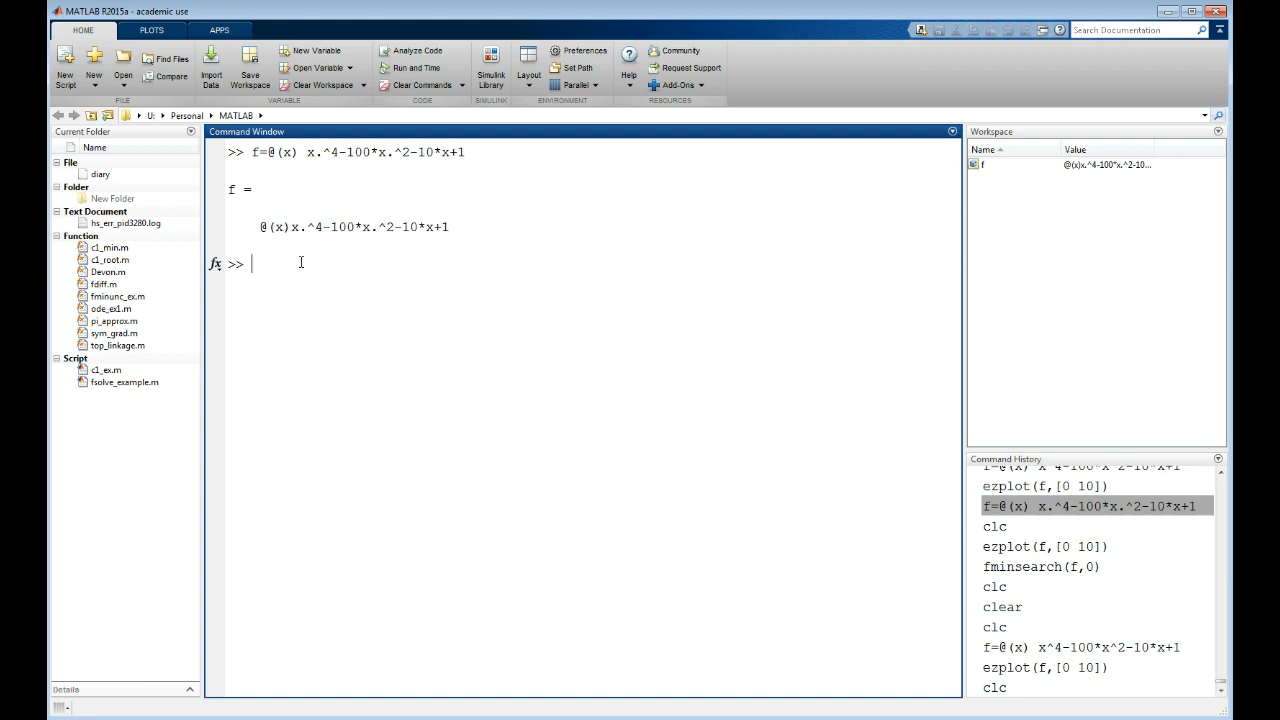 MATLAB R2015a - academic use
HOME PLOTS APPS
Search Documentation
New Script
New
Open
Find Files
Compare
FILE
Import Data
Save Workspace
New Variable
Open Variable
Clear Workspace
VARIABLE
Analyze Code
Run and Time
Clear Commands
CODE
Simulink Library
SIMULINK
Layout
Preferences
Set Path
Parallel
ENVIRONMENT
Help
Community
Request Support
Add-Ons
RESOURCES
U: Personal MATLAB
Current Folder
Name
File
diary
Folder
New Folder
Text Document
hs_err_pid3280.log
Function
c1_min.m
c1_root.m
Devon.m
fdiff.m
fminunc_ex.m
ode_ex1.m
pi_approx.m
sym_grad.m
top_linkage.m
Script
c1_ex.m
fsolve_example.m
Details
Command Window
>> f=@(x) x.^4-100*x.^2-10*x+1
f =
@(x)x.^4-100*x.^2-10*x+1
fx >>
Workspace
Name Value
f @(x)x.^4-100*x.^2-10...
Command History
f=@(x) x^4-100*x^2-10*x+1
ezplot(f,[0 10])
f=@(x) x.^4-100*x.^2-10*x+1
clc
ezplot(f,[0 10])
fminsearch(f,0)
clc
clear
clc
f=@(x) x^4-100*x^2-10*x+1
ezplot(f,[0 10])
clc